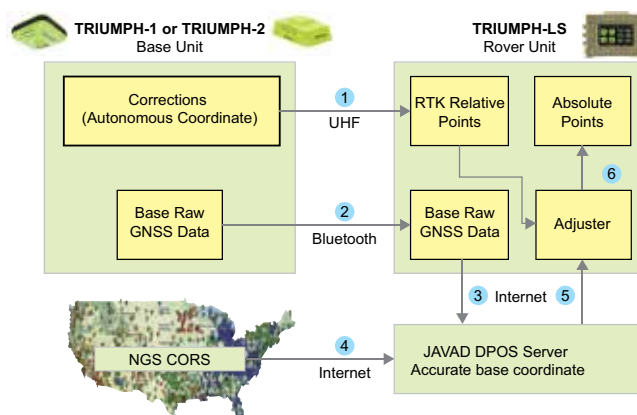 TRIUMPH-1 or TRIUMPH-2
Base Unit
TRIUMPH-LS
Rover Unit
Corrections
(Autonomous Coordinate)
1
UHF
RTK Relative
Points
Absolute
Points
6
Base Raw
GNSS Data
2
Bluetooth
Base Raw
GNSS Data
Adjuster
3 Internet 5
NGS CORS
4
Internet
JAVAD DPOS Server
Accurate base coordinate